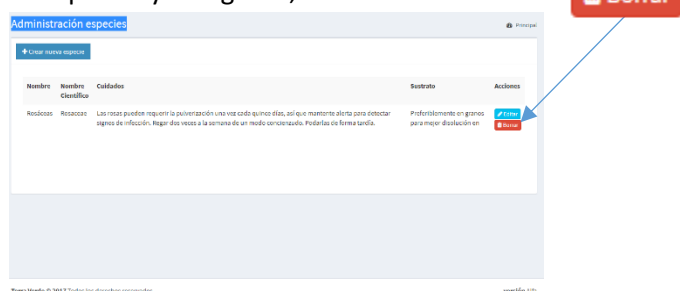 Borrar
Administración especies
Principal
Crear nueva especie
Nombre Nombre Científico Cuidados Sustrato Acciones
Rosáceas Rosaceae Las rosas pueden requerir la pulverización una vez cada quince días, así que mantente alerta para detectar
signos de infección. Regar dos veces a la semana de un modo concienzudo. Podarlas de forma tardía.
Preferiblemente en granos
para mejor disolución en
Editar
Borrar
2017 Todos los derechos reservados
versión